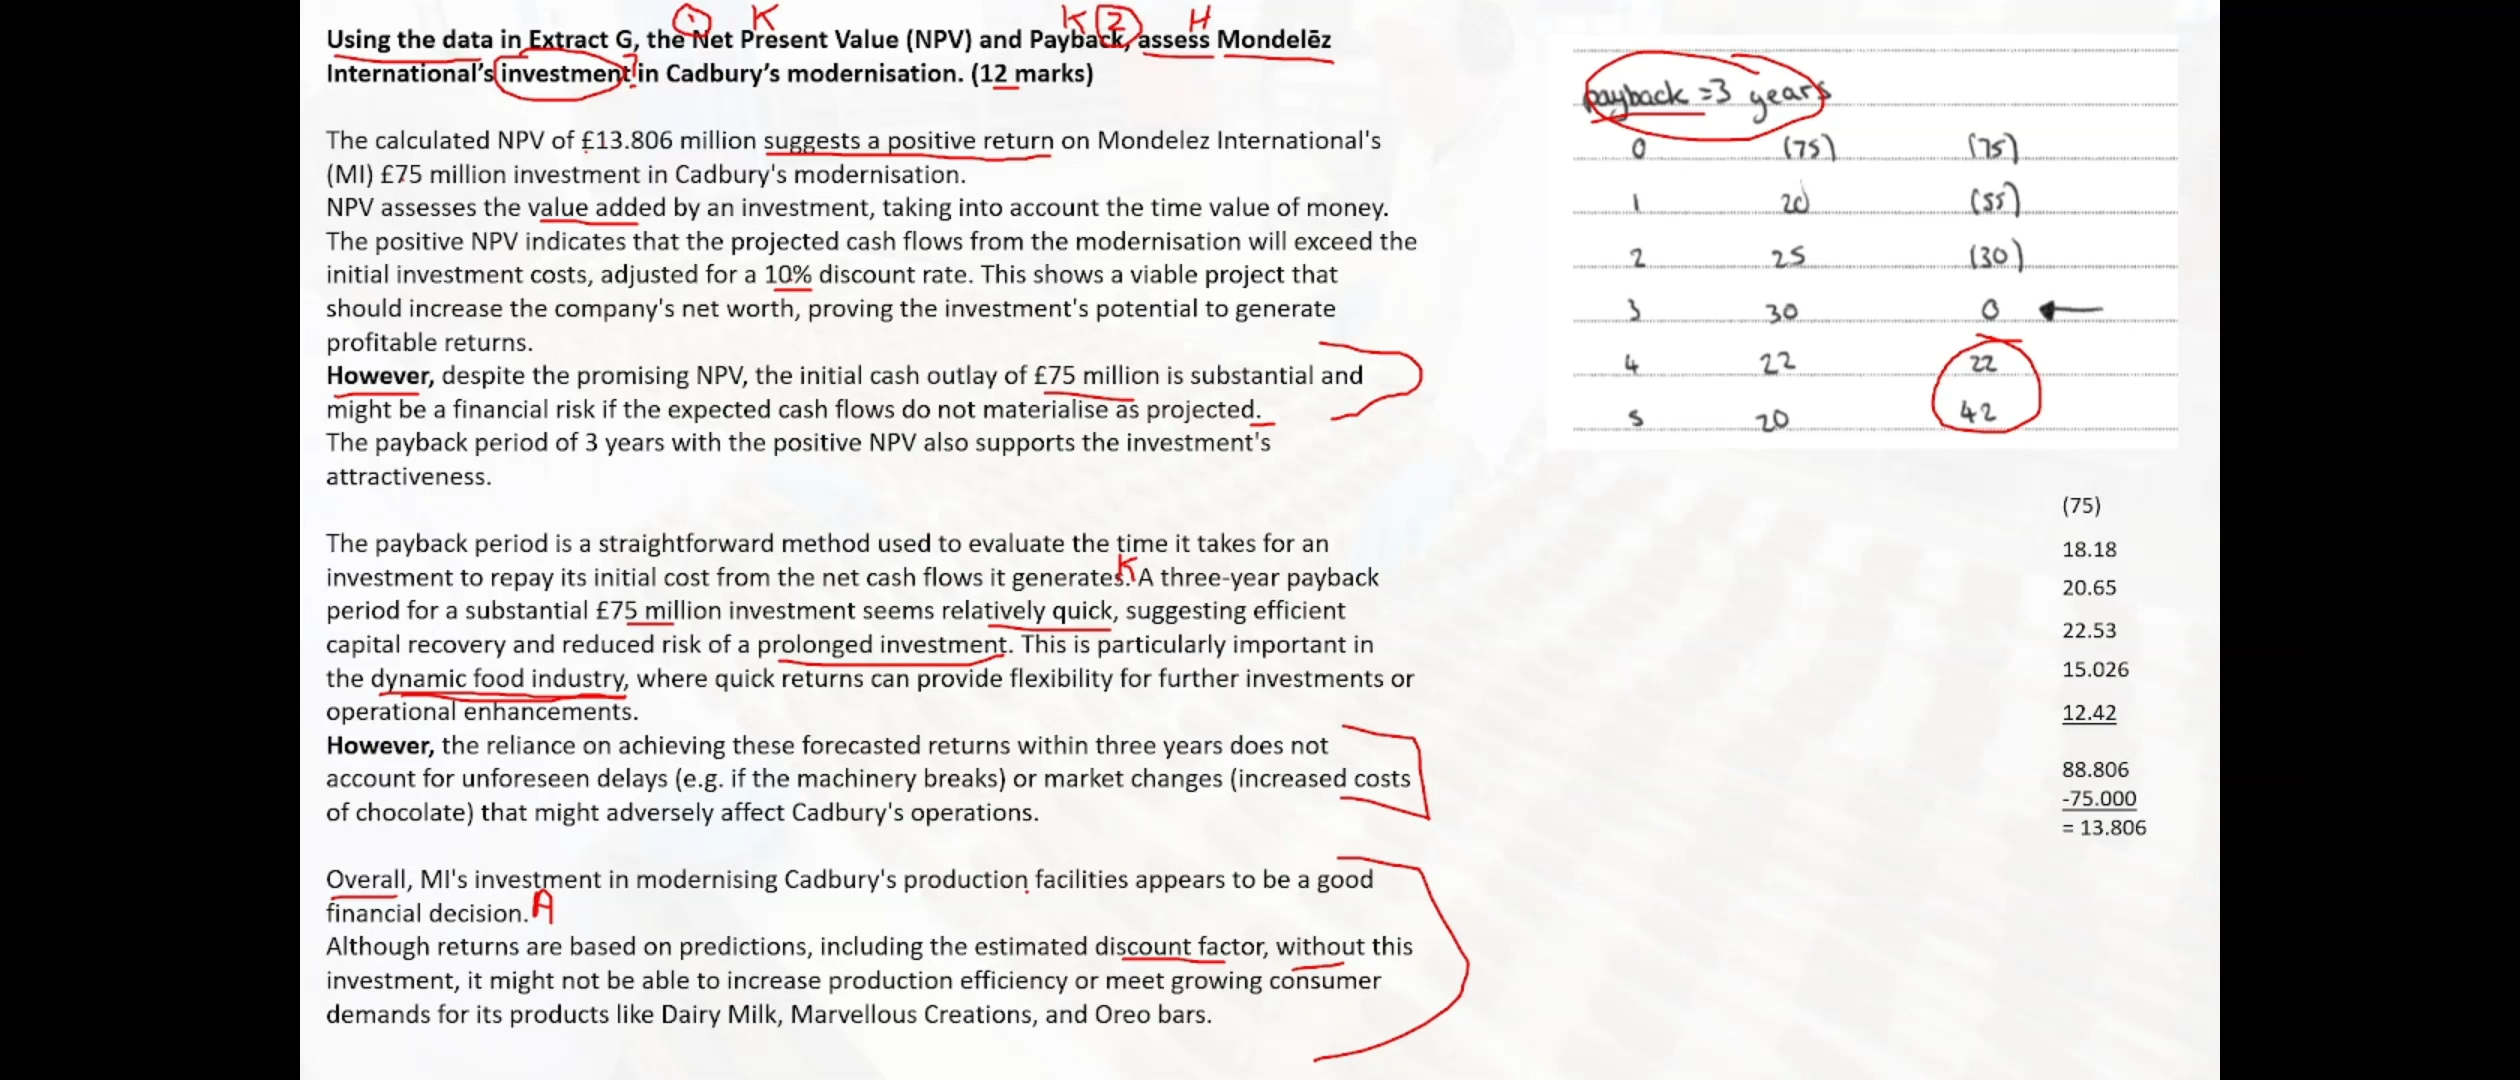 ① K K ② H
Using the data in Extract G, the Net Present Value (NPV) and Payback, assess Mondelēz
International's investment in Cadbury's modernisation. (12 marks)
The calculated NPV of £13.806 million suggests a positive return on Mondelez International's
(MI) £75 million investment in Cadbury's modernisation.
NPV assesses the value added by an investment, taking into account the time value of money.
The positive NPV indicates that the projected cash flows from the modernisation will exceed the
initial investment costs, adjusted for a 10% discount rate. This shows a viable project that
should increase the company's net worth, proving the investment's potential to generate
profitable returns.
However, despite the promising NPV, the initial cash outlay of £75 million is substantial and
might be a financial risk if the expected cash flows do not materialise as projected.
The payback period of 3 years with the positive NPV also supports the investment's
attractiveness.
The payback period is a straightforward method used to evaluate the time it takes for an
investment to repay its initial cost from the net cash flows it generates. K A three-year payback
period for a substantial £75 million investment seems relatively quick, suggesting efficient
capital recovery and reduced risk of a prolonged investment. This is particularly important in
the dynamic food industry, where quick returns can provide flexibility for further investments or
operational enhancements.
However, the reliance on achieving these forecasted returns within three years does not
account for unforeseen delays (e.g. if the machinery breaks) or market changes (increased costs
of chocolate) that might adversely affect Cadbury's operations.
Overall, MI's investment in modernising Cadbury's production facilities appears to be a good
financial decision. A
Although returns are based on predictions, including the estimated discount factor, without this
investment, it might not be able to increase production efficiency or meet growing consumer
demands for its products like Dairy Milk, Marvellous Creations, and Oreo bars.
payback = 3 years
0 (75) (75)
1 20 (55)
2 25 (30)
3 30 0
4 22 22
5 20 42
(75)
18.18
20.65
22.53
15.026
12.42
88.806
-75.000
= 13.806